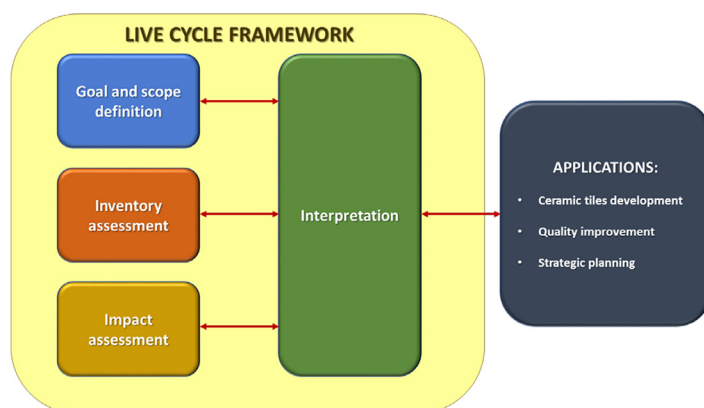 LIVE CYCLE FRAMEWORK
Goal and scope
definition
Inventory
assessment
Impact
assessment
Interpretation
APPLICATIONS:
• Ceramic tiles development
• Quality improvement
• Strategic planning